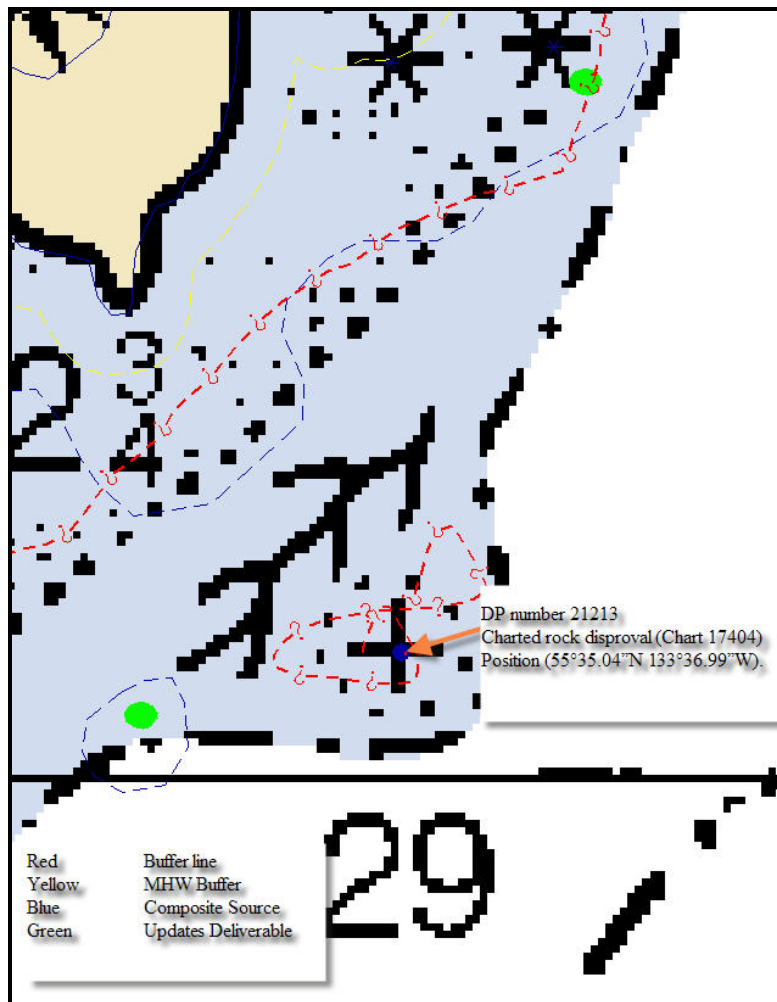 2 3/4
DP number 21213
Charted rock disproval (Chart 17404)
Position (55°35.04”N 133°36.99”W).
29
Red Buffer line
Yellow MHW Buffer
Blue Composite Source
Green Updates Deliverable